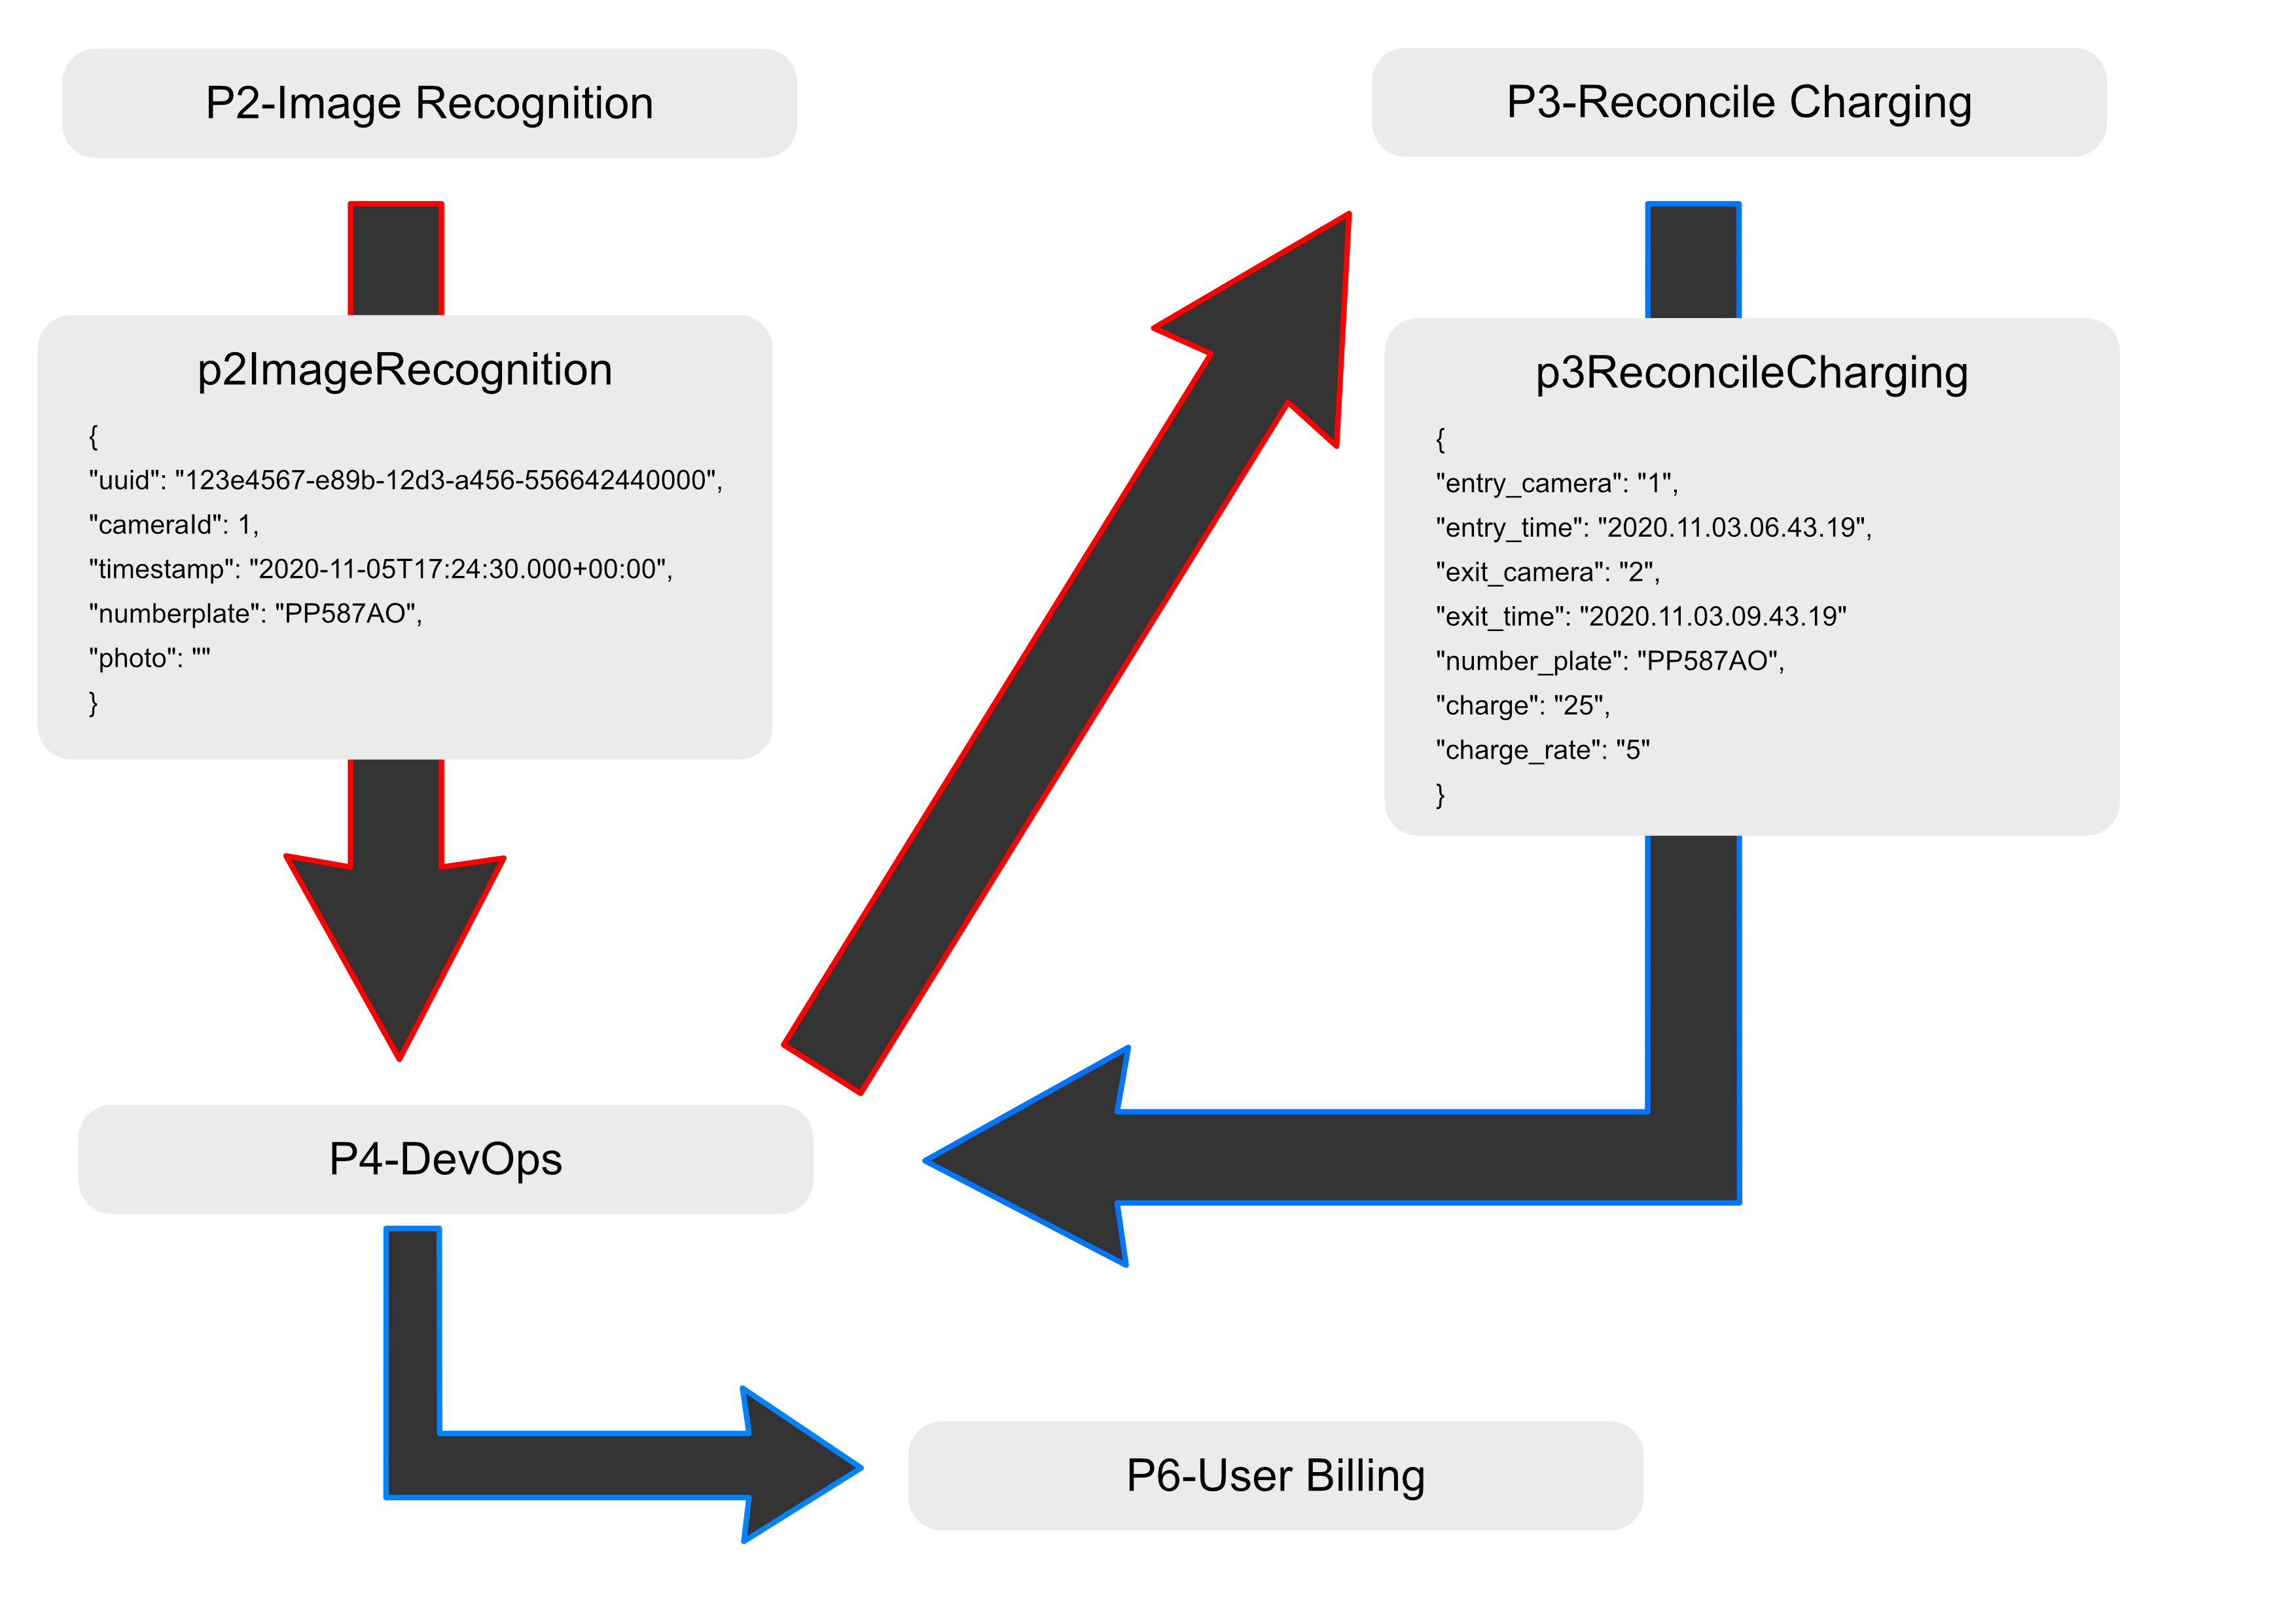 P2-Image Recognition
P3-Reconcile Charging
p2ImageRecognition
{
"uuid": "123e4567-e89b-12d3-a456-556642440000",
"cameraId": 1,
"timestamp": "2020-11-05T17:24:30.000+00:00",
"numberplate": "PP587AO",
"photo": ""
}
p3ReconcileCharging
{
"entry_camera": "1",
"entry_time": "2020.11.03.06.43.19",
"exit_camera": "2",
"exit_time": "2020.11.03.09.43.19"
"number_plate": "PP587AO",
"charge": "25",
"charge_rate": "5"
}
P4-DevOps
P6-User Billing